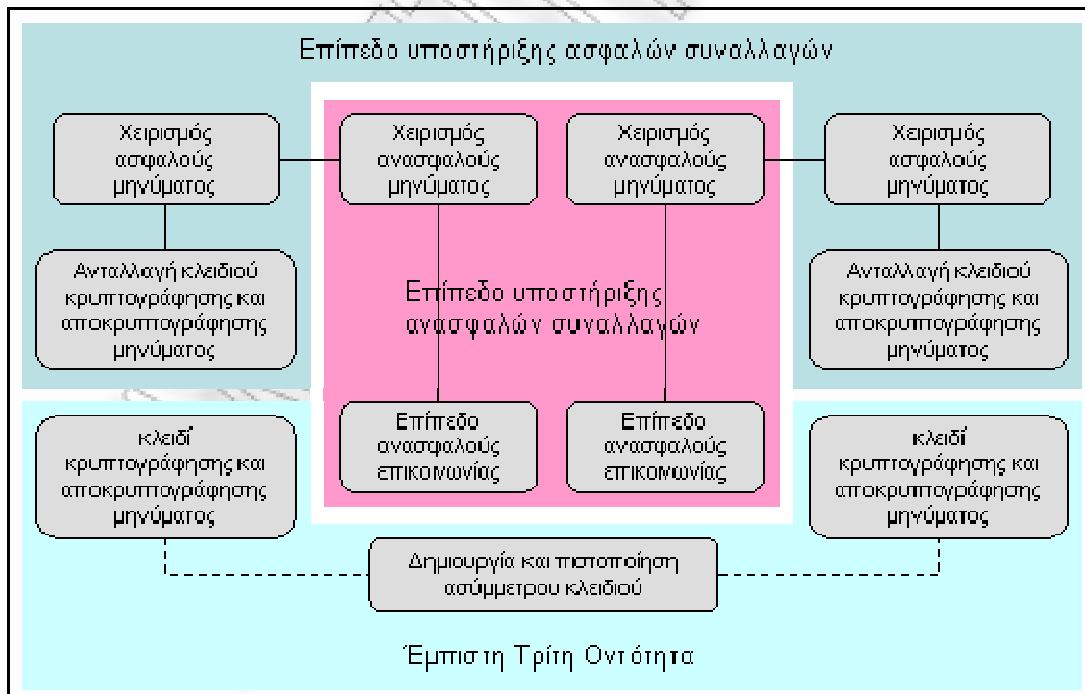 Επίπεδο υποστήριξης ασφαλών συναλλαγών
Χειρισμός
ασφαλούς
μηνύματος
Χειρισμός
ανασφαλούς
μηνύματος
Χειρισμός
ανασφαλούς
μηνύματος
Χειρισμός
ασφαλούς
μηνύματος
Ανταλλαγή κλειδιού
κρυπτογράφησης και
αποκρυπτογράφησης
μηνύματος
Επίπεδο υποστήριξης
ανασφαλών συναλλαγών
Ανταλλαγή κλειδιού
κρυπτογράφησης και
αποκρυπτογράφησης
μηνύματος
κλειδί
κρυπτογράφησης και
αποκρυπτογράφησης
μηνύματος
Επίπεδο
ανασφαλούς
επικοινωνίας
Επίπεδο
ανασφαλούς
επικοινωνίας
κλειδί
κρυπτογράφησης και
αποκρυπτογράφησης
μηνύματος
Δημιουργία και πιστοποίηση
ασύμμετρου κλειδιού
Έμπιστη Τρίτη Οντότητα